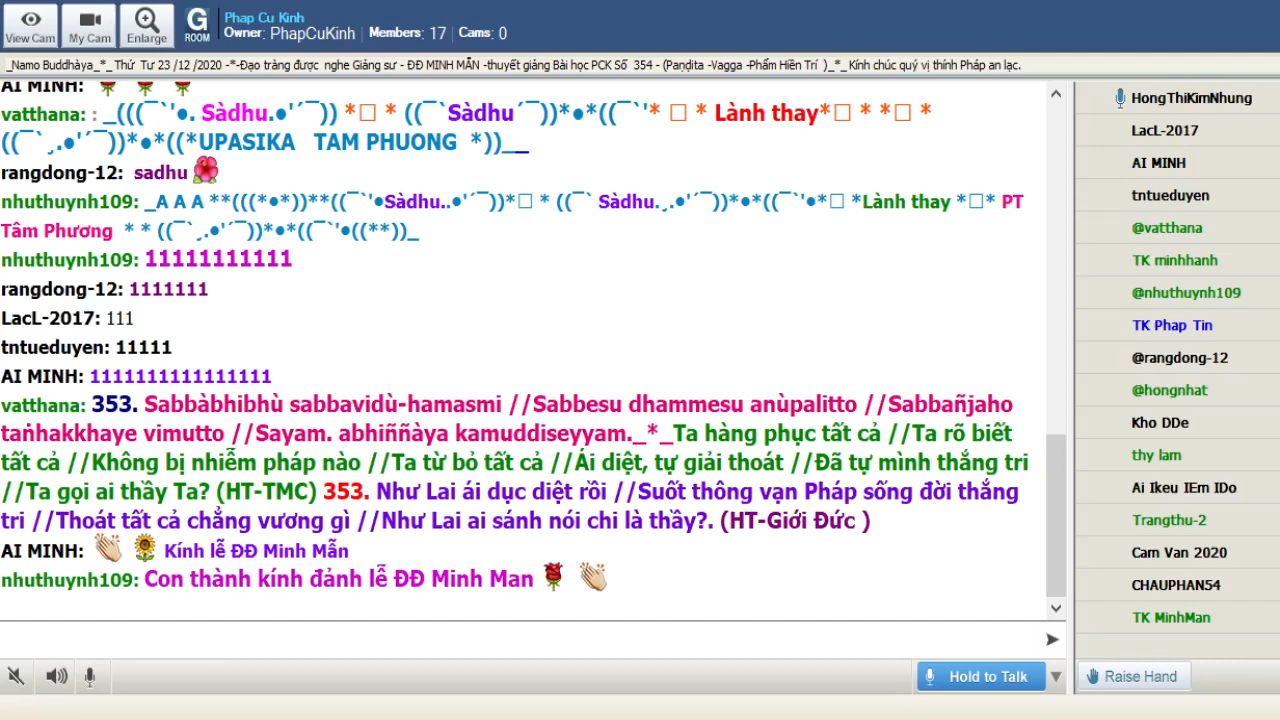 View Cam
My Cam
Enlarge
G
ROOM
Phap Cu Kinh
Owner: PhapCuKinh | Members: 17 | Cams: 0
_Namo Buddhàya_*_ Thứ Tư 23 /12 /2020 -*-Đạo tràng được nghe Giảng sư - ĐĐ MINH MẪN -thuyết giảng Bài học PCK Số 354 - (Paṇḍita -Vagga -Phẩm Hiền Trí )_*_ Kính chúc quý vị thính Pháp an lạc.
AI MINH:
vatthana: : _(((¯`'•. Sàdhu.•'´¯)) *□ * ((¯`Sàdhu´¯))*•*((¯`'* □ * Lành thay*□ * *□ *
((¯`¸.•'´¯))*•*((*UPASIKA TAM PHUONG *))__
rangdong-12: sadhu
nhuthuynh109: _A A A **(((*•*))**((¯`'•Sàdhu..•'´¯))*□ * ((¯` Sàdhu.¸.•'´¯))*•*((¯`'•*□ *Lành thay *□* PT
Tâm Phương * * ((¯`¸.•'´¯))*•*((¯`'•((**))_
nhuthuynh109: 11111111111
rangdong-12: 1111111
LacL-2017: 111
tntueduyen: 11111
AI MINH: 1111111111111111
vatthana: 353. Sabbàbhibhù sabbavidù-hamasmi //Sabbesu dhammesu anùpalitto //Sabbañjaho
taṅhakkhaye vimutto //Sayam. abhiññàya kamuddiseyyam._*_Ta hàng phục tất cả //Ta rõ biết
tất cả //Không bị nhiễm pháp nào //Ta từ bỏ tất cả //Ái diệt, tự giải thoát //Đã tự mình thắng tri
//Ta gọi ai thầy Ta? (HT-TMC) 353. Như Lai ái dục diệt rồi //Suốt thông vạn Pháp sống đời thắng
tri //Thoát tất cả chẳng vương gì //Như Lai ai sánh nói chi là thầy?. (HT-Giới Đức )
AI MINH: Kính lễ ĐĐ Minh Mẫn
nhuthuynh109: Con thành kính đảnh lễ ĐĐ Minh Man
HongThiKimNhung
LacL-2017
AI MINH
tntueduyen
@vatthana
TK minhhanh
@nhuthuynh109
TK Phap Tin
@rangdong-12
@hongnhat
Kho DDe
thy lam
Ai Ikeu IEm IDo
Trangthu-2
Cam Van 2020
CHAUPHAN54
TK MinhMan
Hold to Talk
Raise Hand